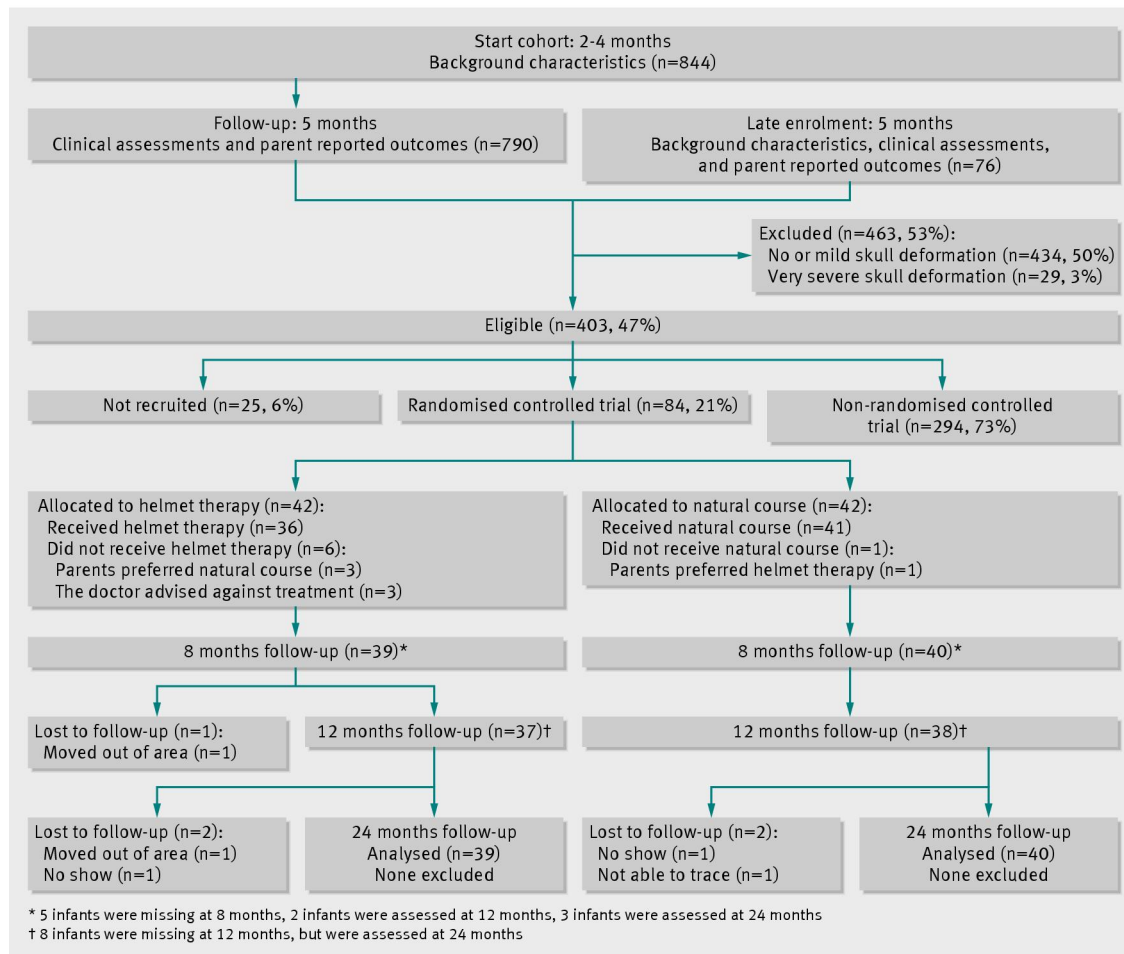 Start cohort: 2-4 months
Background characteristics (n=844)
Follow-up: 5 months
Clinical assessments and parent reported outcomes (n=790)
Late enrolment: 5 months
Background characteristics, clinical assessments,
and parent reported outcomes (n=76)
Excluded (n=463, 53%):
No or mild skull deformation (n=434, 50%)
Very severe skull deformation (n=29, 3%)
Eligible (n=403, 47%)
Not recruited (n=25, 6%)
Randomised controlled trial (n=84, 21%)
Non-randomised controlled
trial (n=294, 73%)
Allocated to helmet therapy (n=42):
Received helmet therapy (n=36)
Did not receive helmet therapy (n=6):
Parents preferred natural course (n=3)
The doctor advised against treatment (n=3)
Allocated to natural course (n=42):
Received natural course (n=41)
Did not receive natural course (n=1):
Parents preferred helmet therapy (n=1)
8 months follow-up (n=39)*
8 months follow-up (n=40)*
Lost to follow-up (n=1):
Moved out of area (n=1)
12 months follow-up (n=37)†
12 months follow-up (n=38)†
Lost to follow-up (n=2):
Moved out of area (n=1)
No show (n=1)
24 months follow-up
Analysed (n=39)
None excluded
Lost to follow-up (n=2):
No show (n=1)
Not able to trace (n=1)
24 months follow-up
Analysed (n=40)
None excluded
* 5 infants were missing at 8 months, 2 infants were assessed at 12 months, 3 infants were assessed at 24 months
† 8 infants were missing at 12 months, but were assessed at 24 months